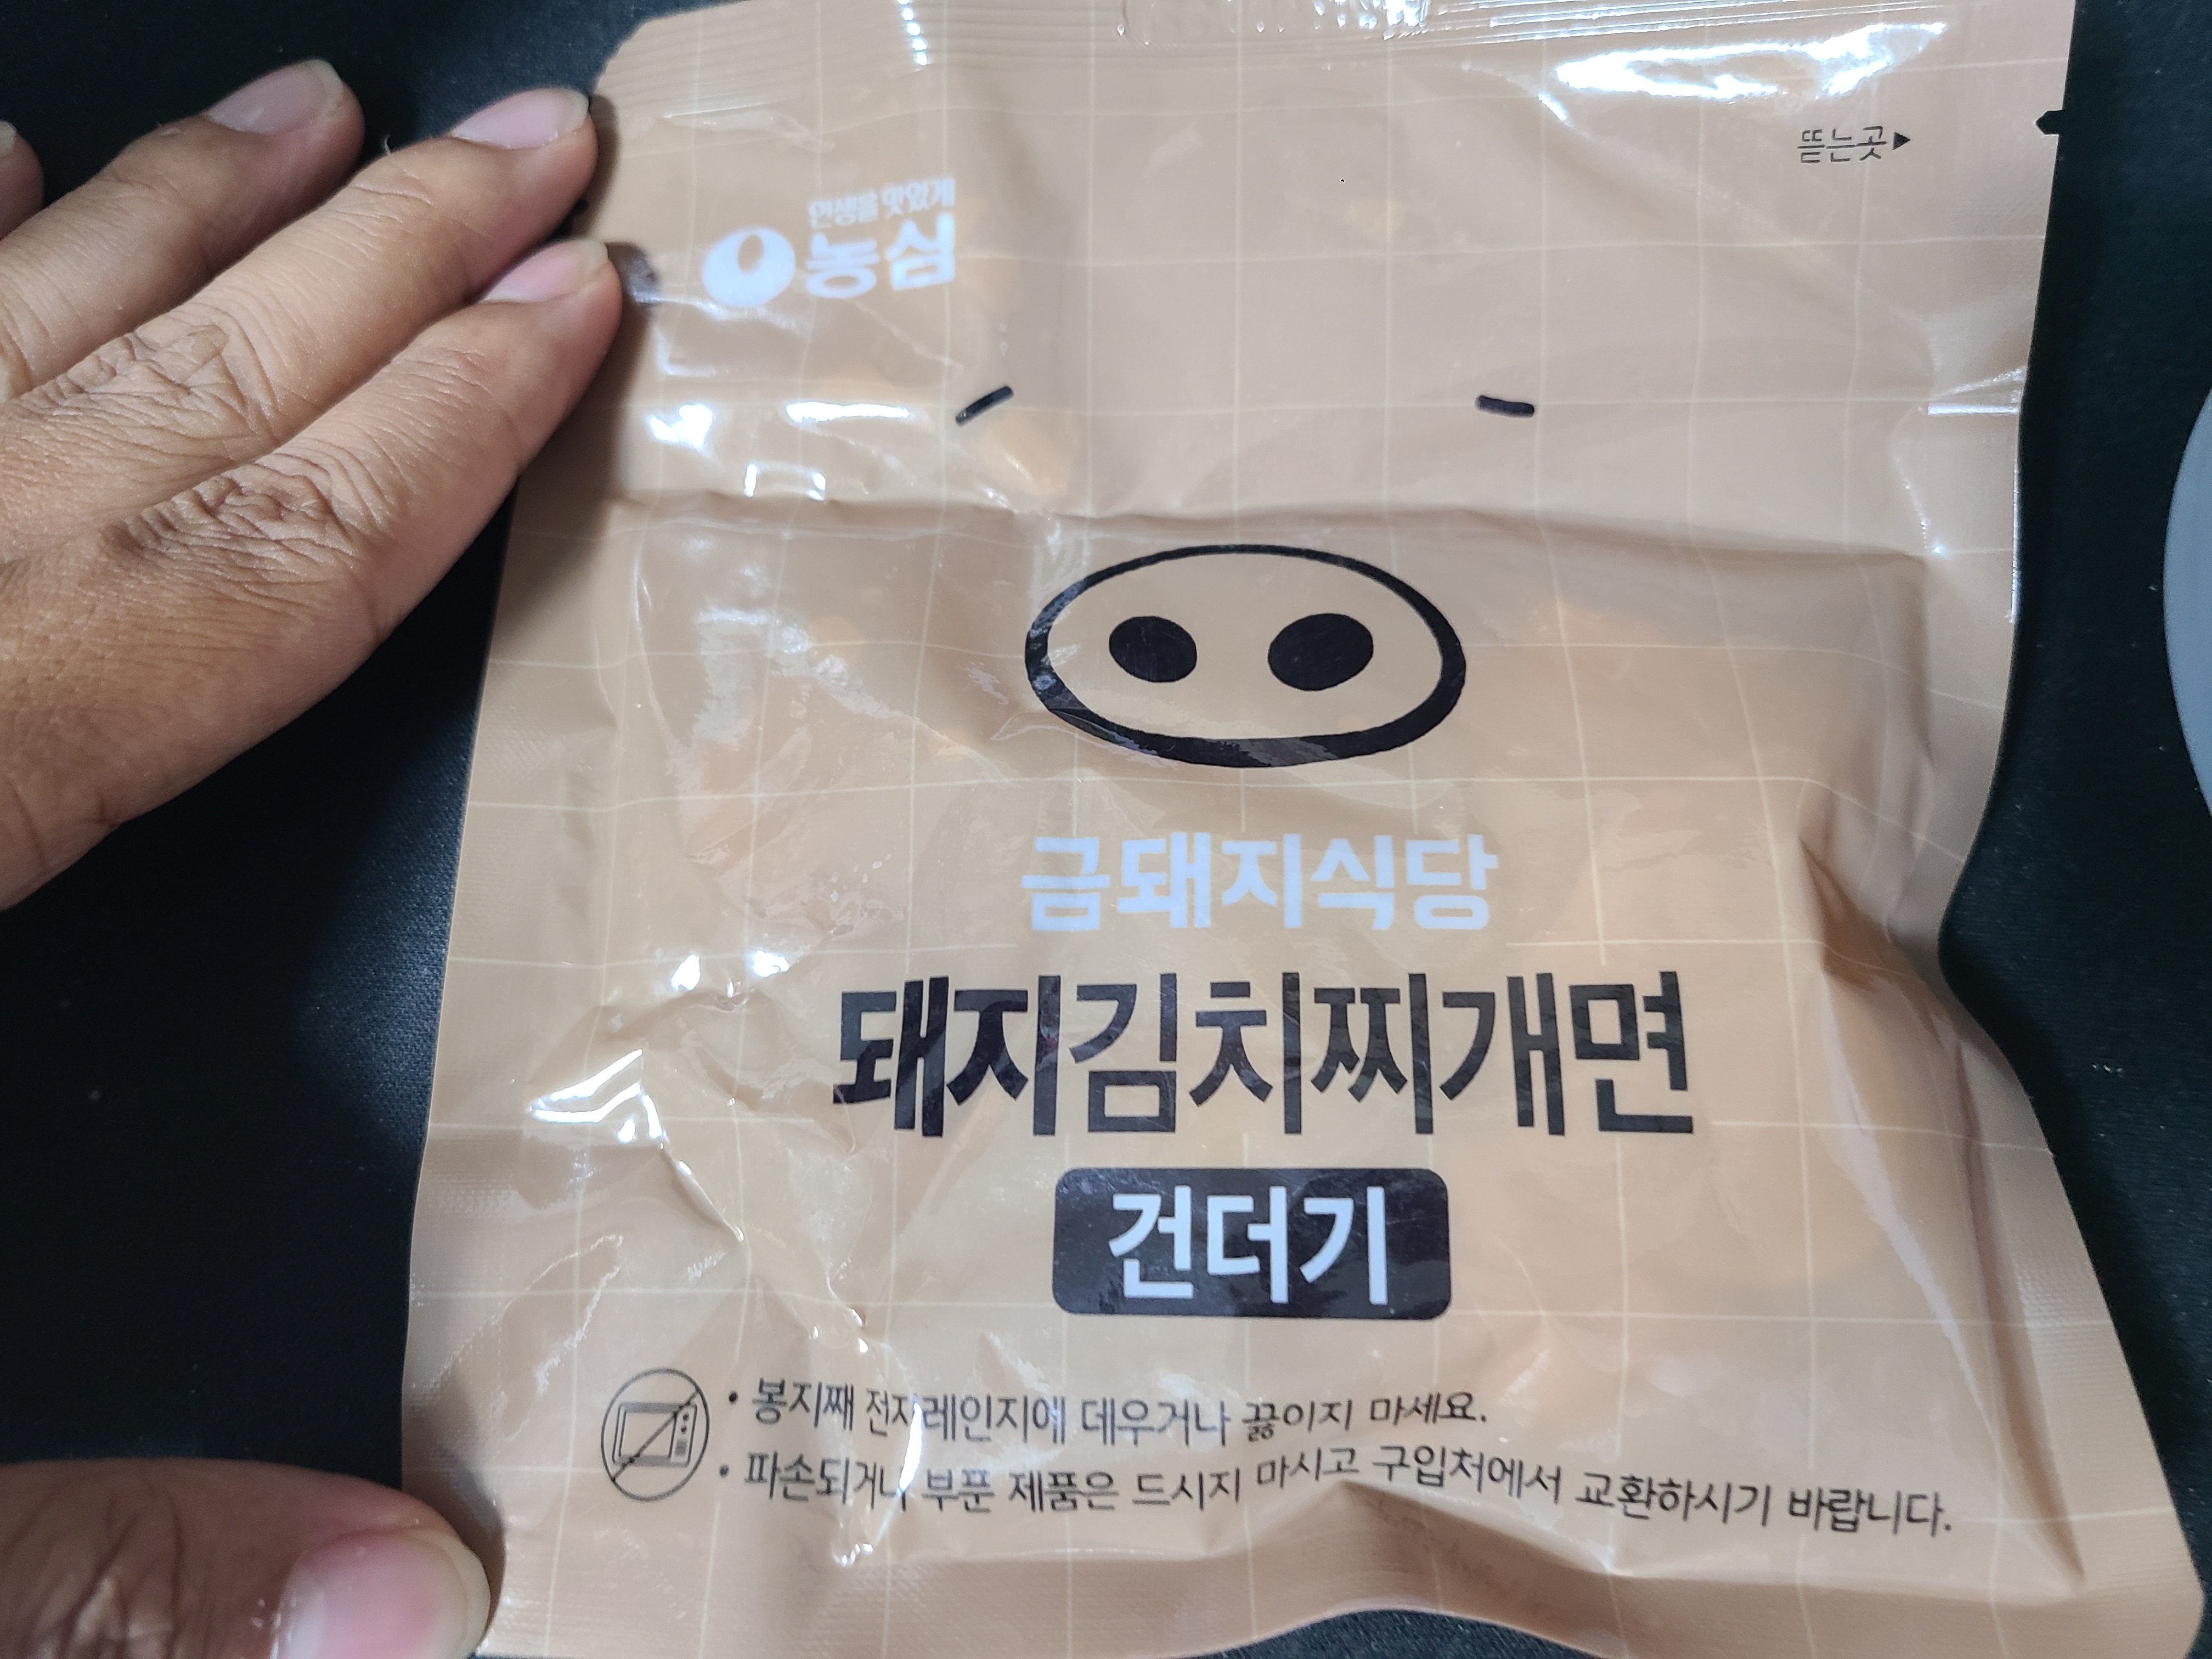 뜯는곳▶
인생을 맛있게
농심
금돼지식당
돼지김치찌개면
건더기
• 봉지째 전자레인지에 데우거나 끓이지 마세요.
• 파손되거나 부푼 제품은 드시지 마시고 구입처에서 교환하시기 바랍니다.